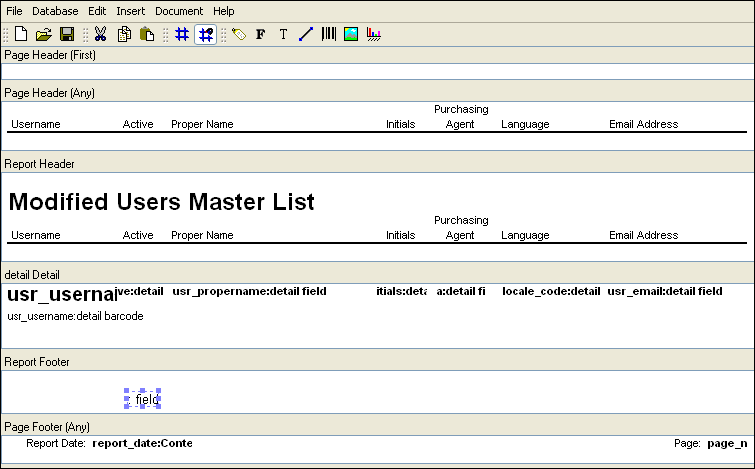 File Database Edit Insert Document Help
F T
Page Header (First)
Page Header (Any)
Purchasing
Username Active Proper Name Initials Agent Language Email Address
Report Header
Modified Users Master List
Purchasing
Username Active Proper Name Initials Agent Language Email Address
detail Detail
usr_usernai ve:detail usr_propername:detail field itials:deta a:detail fi locale_code:detail usr_email:detail field
usr_username:detail barcode
Report Footer
: field
Page Footer (Any)
Report Date: report_date:Conte Page: page_n